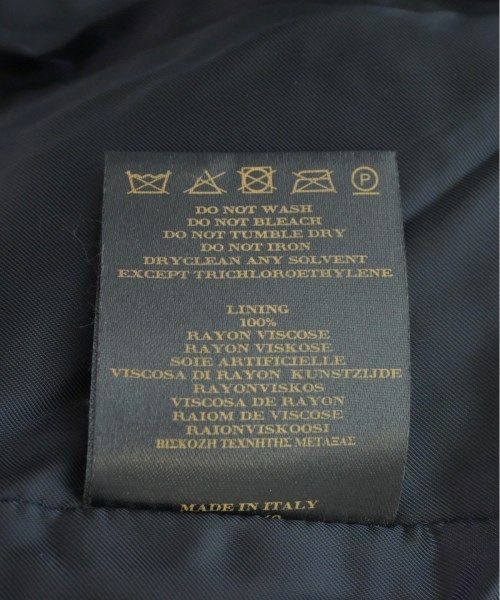 P
DO NOT WASH
DO NOT BLEACH
DO NOT TUMBLE DRY
DO NOT IRON
DRYCLEAN ANY SOLVENT
EXCEPT TRICHLOROETHYLENE
LINING
100%
RAYON VISCOSE
RAYON VISKOSE
SOIE ARTIFICIELLE
VISCOSA DI RAYON KUNSTZIJDE
RAYONVISKOS
VISCOSA DE RAYON
RAIOM DE VISCOSE
RAIONVISKOOSI
ΒΙΣΚΟΖΗ ΤΕΧΝΗΤΗΣ ΜΕΤΑΞΑΣ
MADE IN ITALY